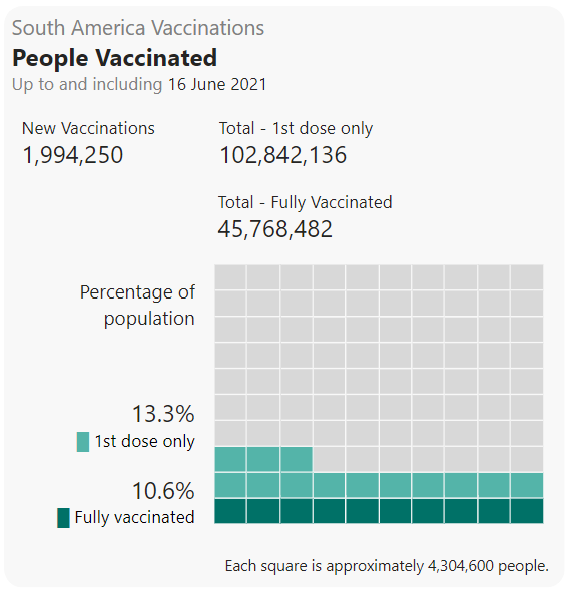 South America Vaccinations
People Vaccinated
Up to and including 16 June 2021
New Vaccinations
1,994,250
Total - 1st dose only
102,842,136
Total - Fully Vaccinated
45,768,482
Percentage of
population
13.3%
1st dose only
10.6%
Fully vaccinated
Each square is approximately 4,304,600 people.